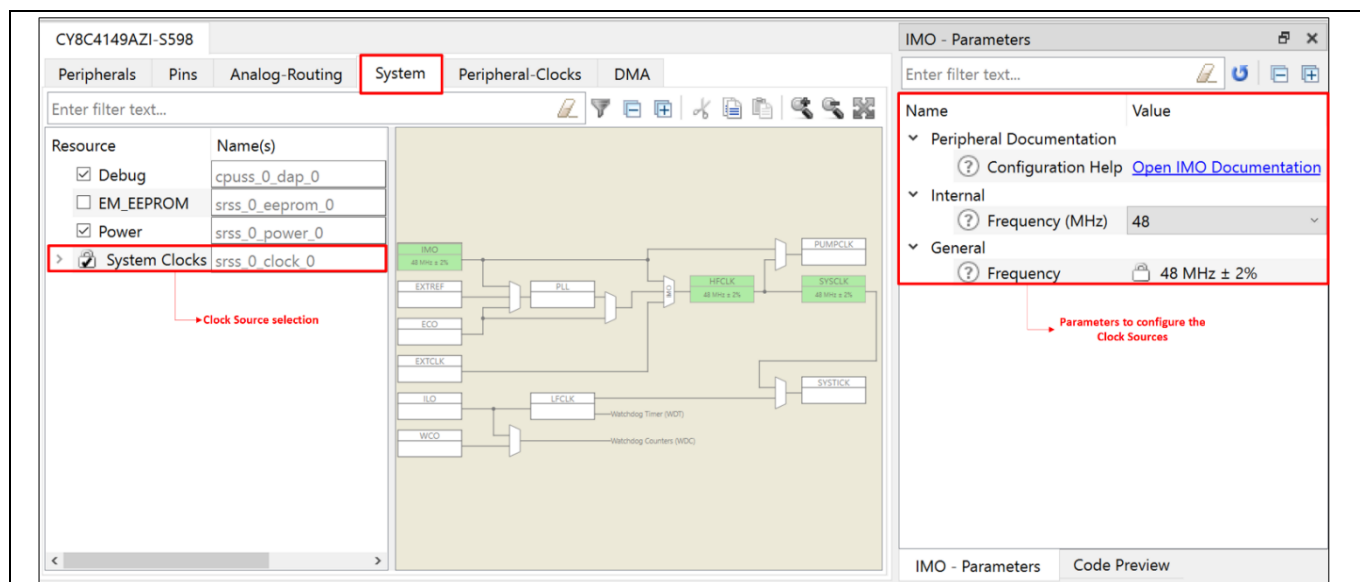 CY8C4149AZI-S598
Peripherals Pins Analog-Routing System Peripheral-Clocks DMA
Enter filter text...
Resource Name(s)
Debug cpuss_0_dap_0
EM_EEPROM srss_0_eeprom_0
Power srss_0_power_0
System Clocks srss_0_clock_0
Clock Source selection
IMO
48 MHz ± 2%
EXTREF
ECO
EXTCLK
ILO
WCO
PLL
LFCLK
IMO
HFCLK
48 MHz ± 2%
PUMPCLK
SYSCLK
48 MHz ± 2%
SYSTICK
Watchdog Timer (WDT)
Watchdog Counters (WDC)
IMO - Parameters
Enter filter text...
Name Value
Peripheral Documentation
Configuration Help Open IMO Documentation
Internal
Frequency (MHz) 48
General
Frequency 48 MHz ± 2%
Parameters to configure the
Clock Sources
IMO - Parameters Code Preview